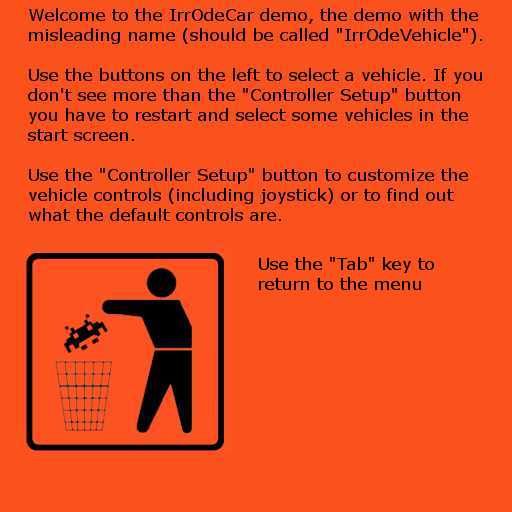 Welcome to the IrrOdeCar demo, the demo with the
misleading name (should be called "IrrOdeVehicle").
Use the buttons on the left to select a vehicle. If you
don't see more than the "Controller Setup" button
you have to restart and select some vehicles in the
start screen.
Use the "Controller Setup" button to customize the
vehicle controls (including joystick) or to find out
what the default controls are.
Use the "Tab" key to
return to the menu